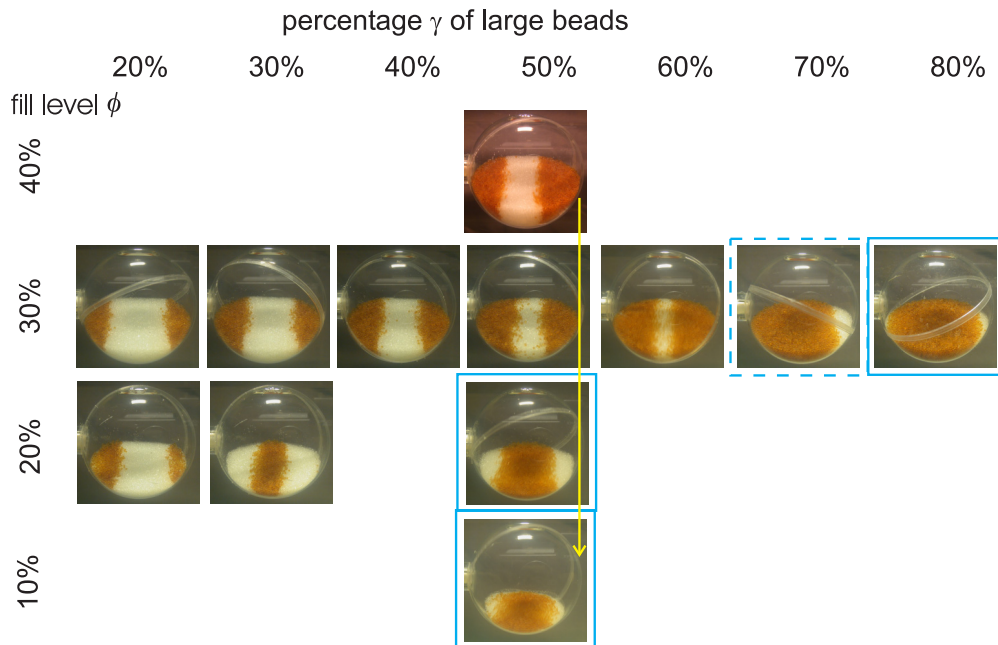 percentage γ of large beads
20% 30% 40% 50% 60% 70% 80%
fill level ϕ
40%
30%
20%
10%